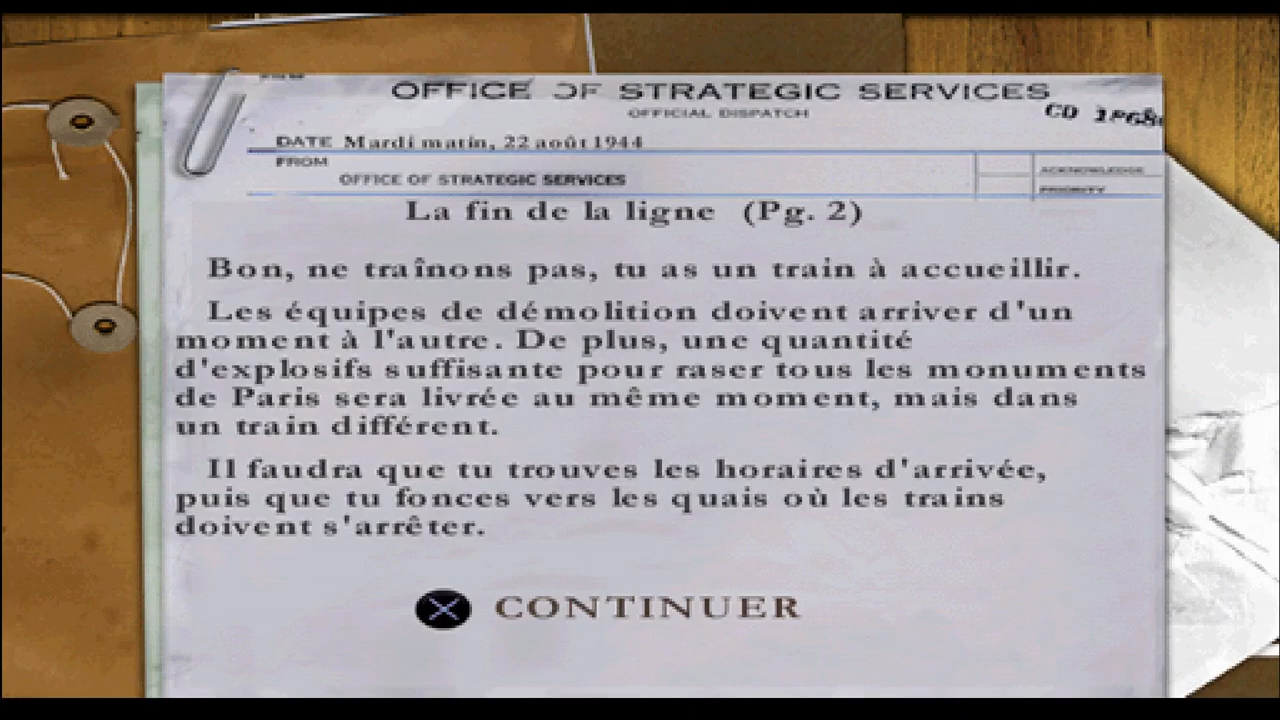 OFFICE OF STRATEGIC SERVICES
OFFICIAL DISPATCH
DATE Mardi matin, 22 août 1944
FROM
OFFICE OF STRATEGIC SERVICES
ACKNOWLEDGE
PRIORITY
La fin de la ligne (Pg. 2)
Bon, ne traînons pas, tu as un train à accueillir.
Les équipes de démolition doivent arriver d'un
moment à l'autre. De plus, une quantité
d'explosifs suffisante pour raser tous les monuments
de Paris sera livrée au même moment, mais dans
un train différent.
Il faudra que tu trouves les horaires d'arrivée,
puis que tu fonces vers les quais où les trains
doivent s'arrêter.
CONTINUER